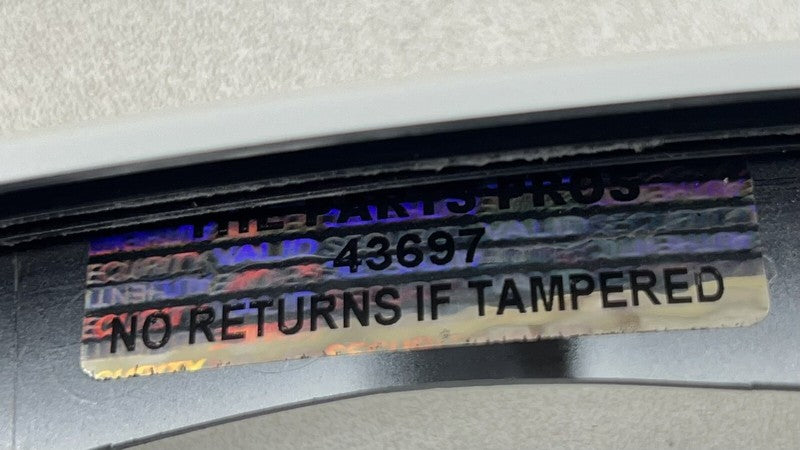 THE PARTS PROS
43697
NO RETURNS IF TAMPERED